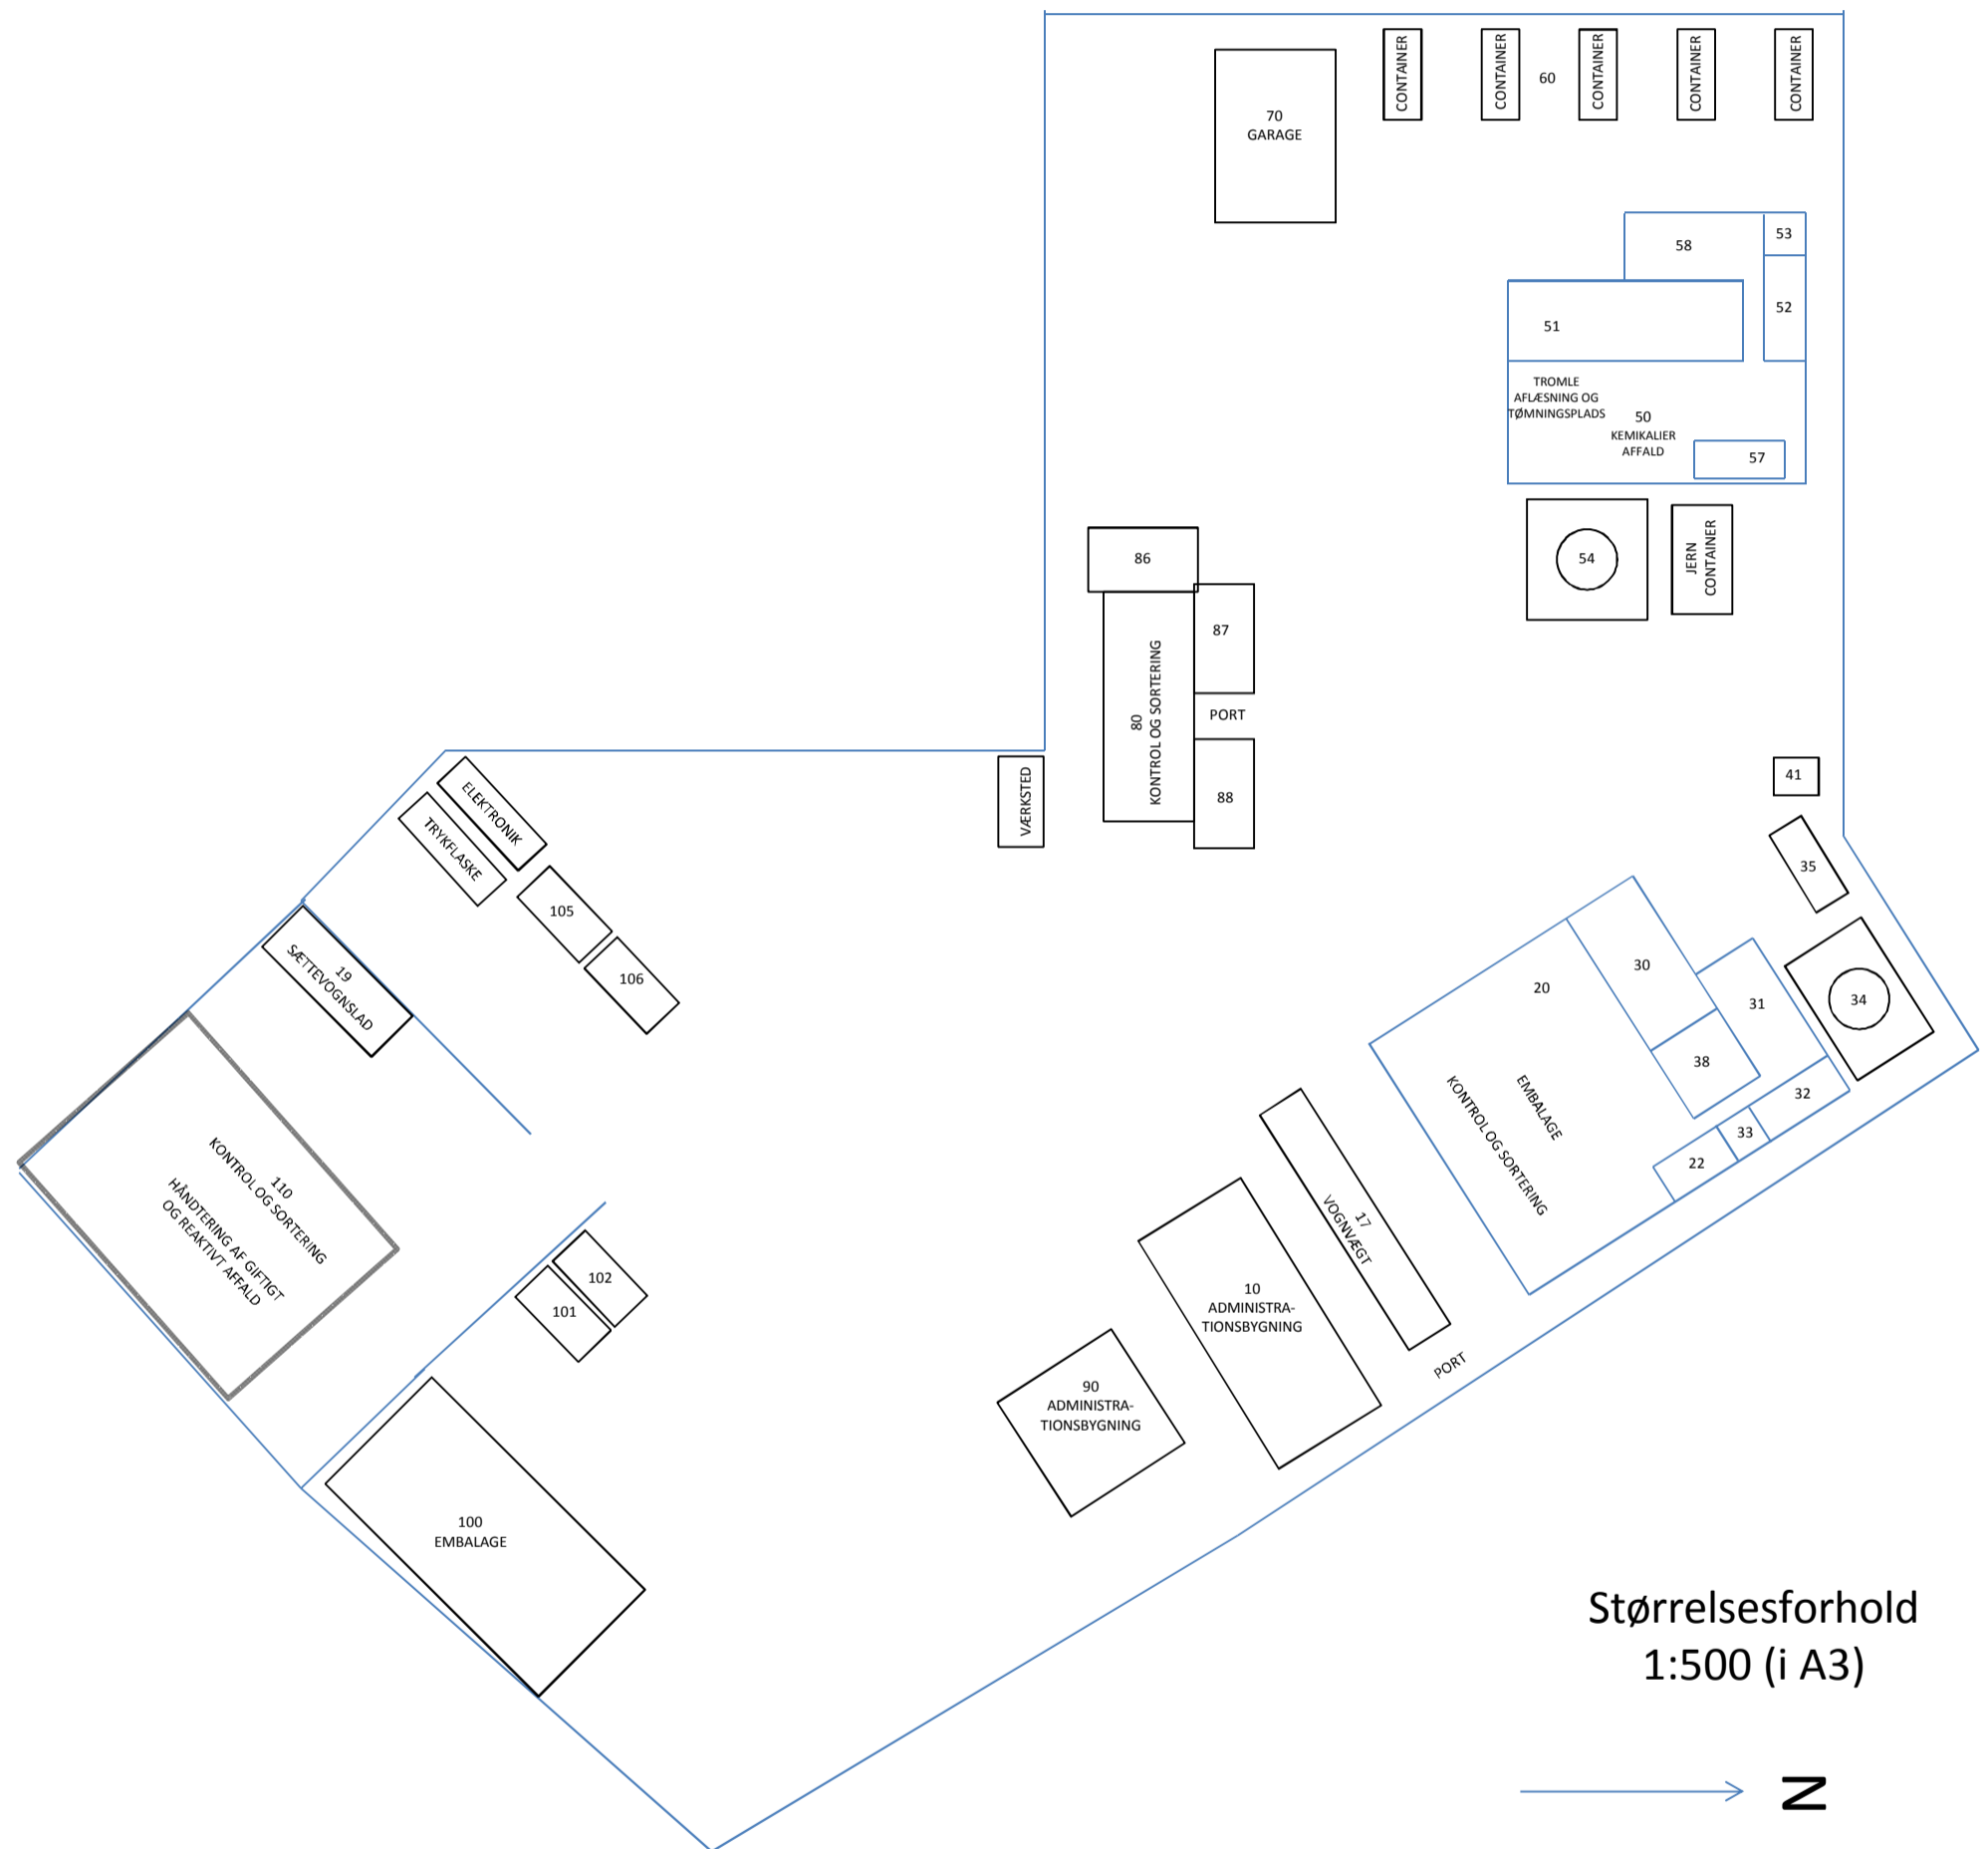 CONTAINER
CONTAINER
60
CONTAINER
CONTAINER
CONTAINER
70
GARAGE
53
58
52
51
TROMLE
AFLÆSNING OG
TØMNINGSPLADS
50
KEMIKALIER
AFFALD
57
54
JERN
CONTAINER
86
87
80
KONTROL OG SORTERING
PORT
88
VÆRKSTED
41
35
ELEKTRONIK
TRYKFLASKE
105
106
19
SÆTTEVOGNSLAD
20
30
31
34
38
32
33
22
EMBALAGE
KONTROL OG SORTERING
110
KONTROL OG SORTERING
HÅNDTERING AF GIFTIGT
OG REAKTIVT AFFALD
17
VOGNVÆGT
102
101
10
ADMINISTRA-
TIONSBYGNING
PORT
90
ADMINISTRA-
TIONSBYGNING
100
EMBALAGE
Størrelsesforhold
1:500 (i A3)
N